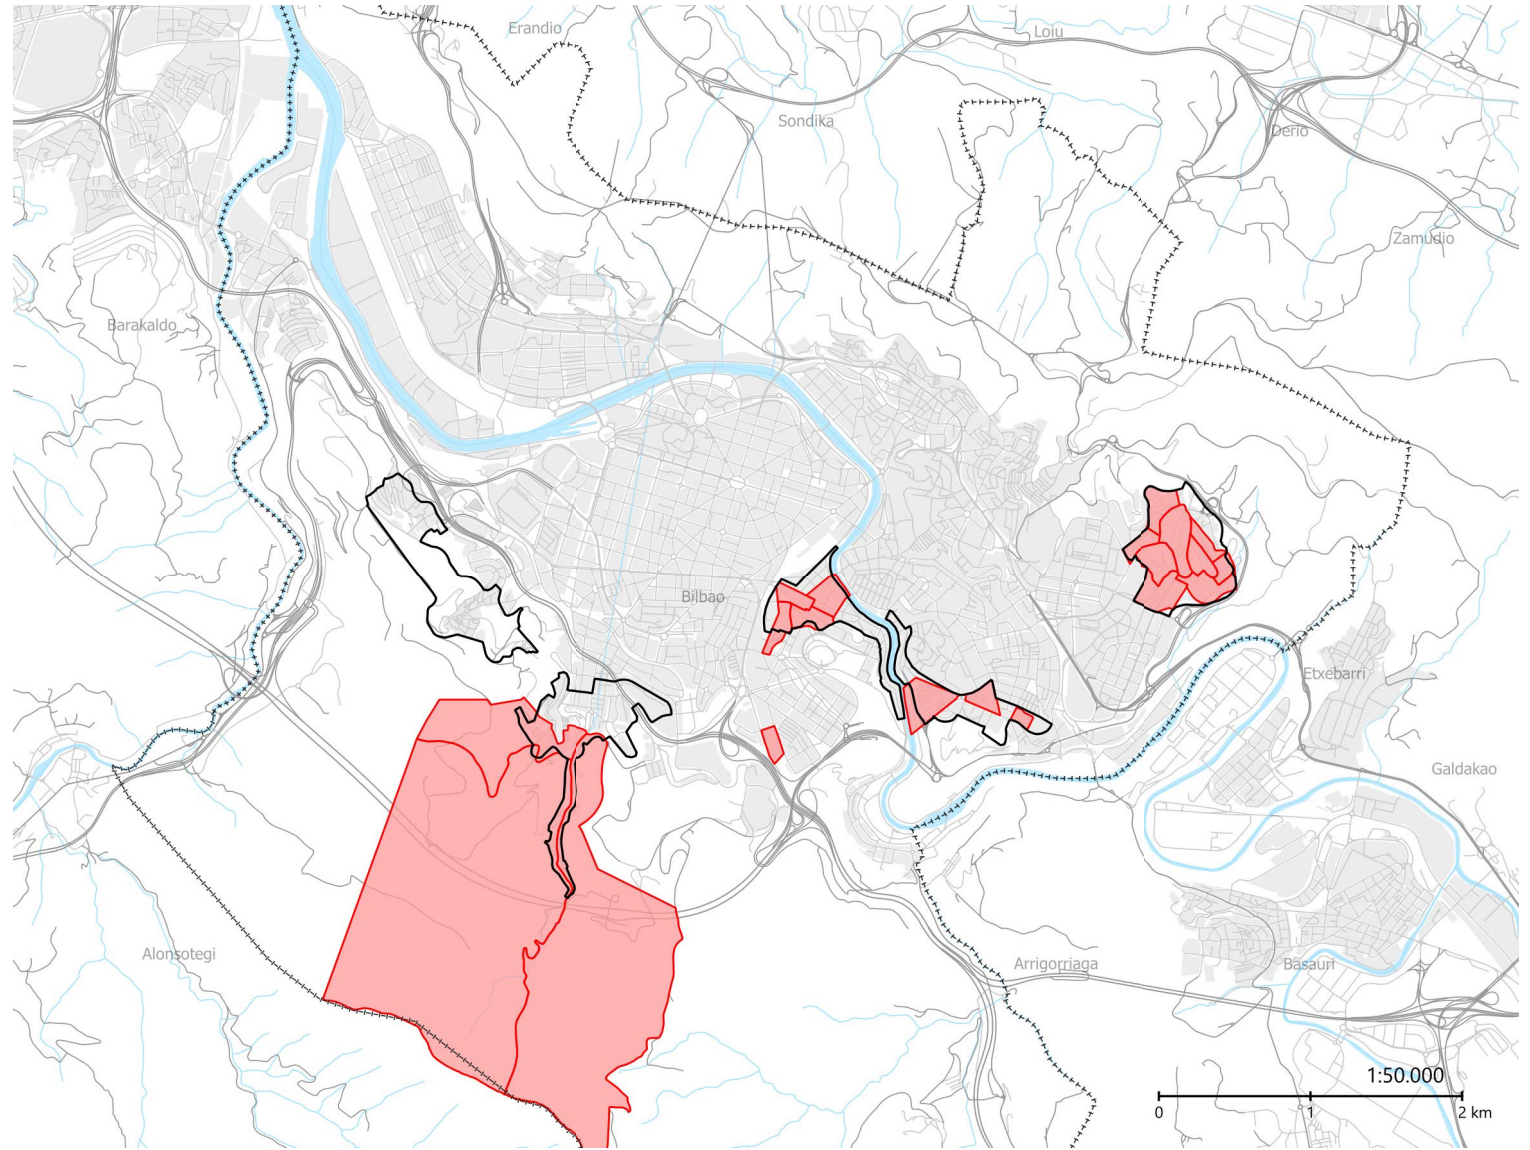 Erandio
Loiu
Sondika
Derio
Zamudio
Barakaldo
Bilbao
Etxebarri
Galdakao
Alonsotegi
Arrigorriaga
Basauri
1:50.000
0 1 2 km